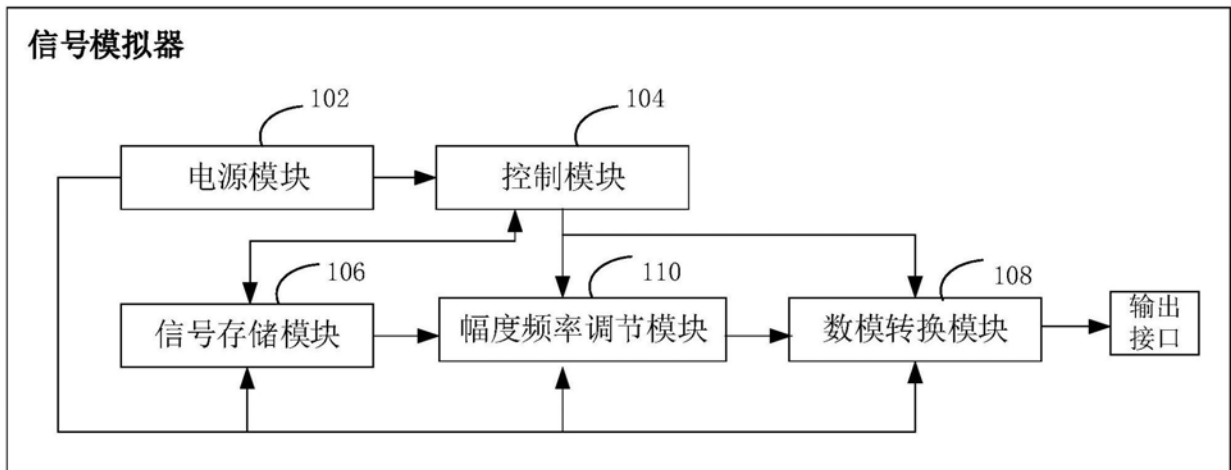 信号模拟器
102
104
电源模块
控制模块
106
110
108
信号存储模块
幅度频率调节模块
数模转换模块
输出
接口